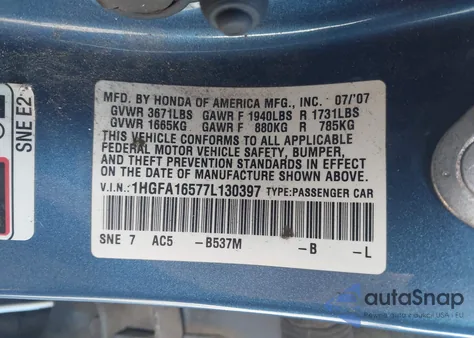 SNE E2
MFD. BY HONDA OF AMERICA MFG., INC. 07/'07
GVWR 3671LBS GAWR F 1940LBS R 1731LBS
GVWR 1665KG GAWR F 880KG R 785KG
THIS VEHICLE CONFORMS TO ALL APPLICABLE
FEDERAL MOTOR VEHICLE SAFETY, BUMPER,
AND THEFT PREVENTION STANDARDS IN EFFECT
ON THE DATE OF MANUFACTURE SHOWN ABOVE.
V.I.N.: 1HGFA16577L130397 TYPE:PASSENGER CAR
SNE 7 AC5 -B537M -B -L
autoSnap